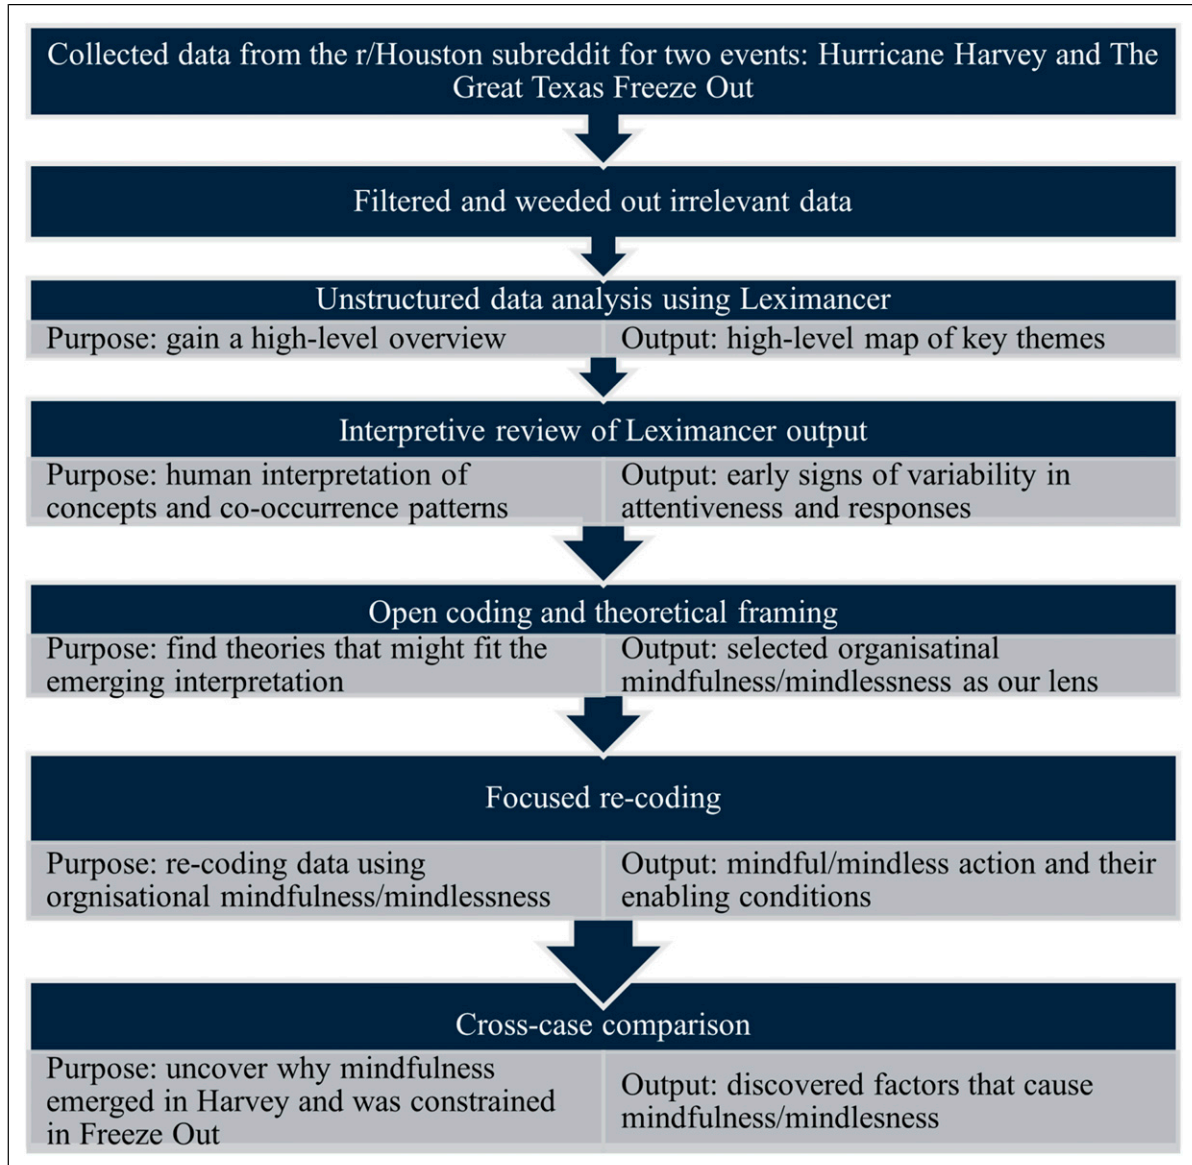 Collected data from the r/Houston subreddit for two events: Hurricane Harvey and The
Great Texas Freeze Out
Filtered and weeded out irrelevant data
Unstructured data analysis using Leximancer
Purpose: gain a high-level overview
Output: high-level map of key themes
Interpretive review of Leximancer output
Purpose: human interpretation of
concepts and co-occurrence patterns
Output: early signs of variability in
attentiveness and responses
Open coding and theoretical framing
Purpose: find theories that might fit the
emerging interpretation
Output: selected organisatinal
mindfulness/mindlessness as our lens
Focused re-coding
Purpose: re-coding data using
orgnisational mindfulness/mindlessness
Output: mindful/mindless action and their
enabling conditions
Cross-case comparison
Purpose: uncover why mindfulness
emerged in Harvey and was constrained
in Freeze Out
Output: discovered factors that cause
mindfulness/mindlesness